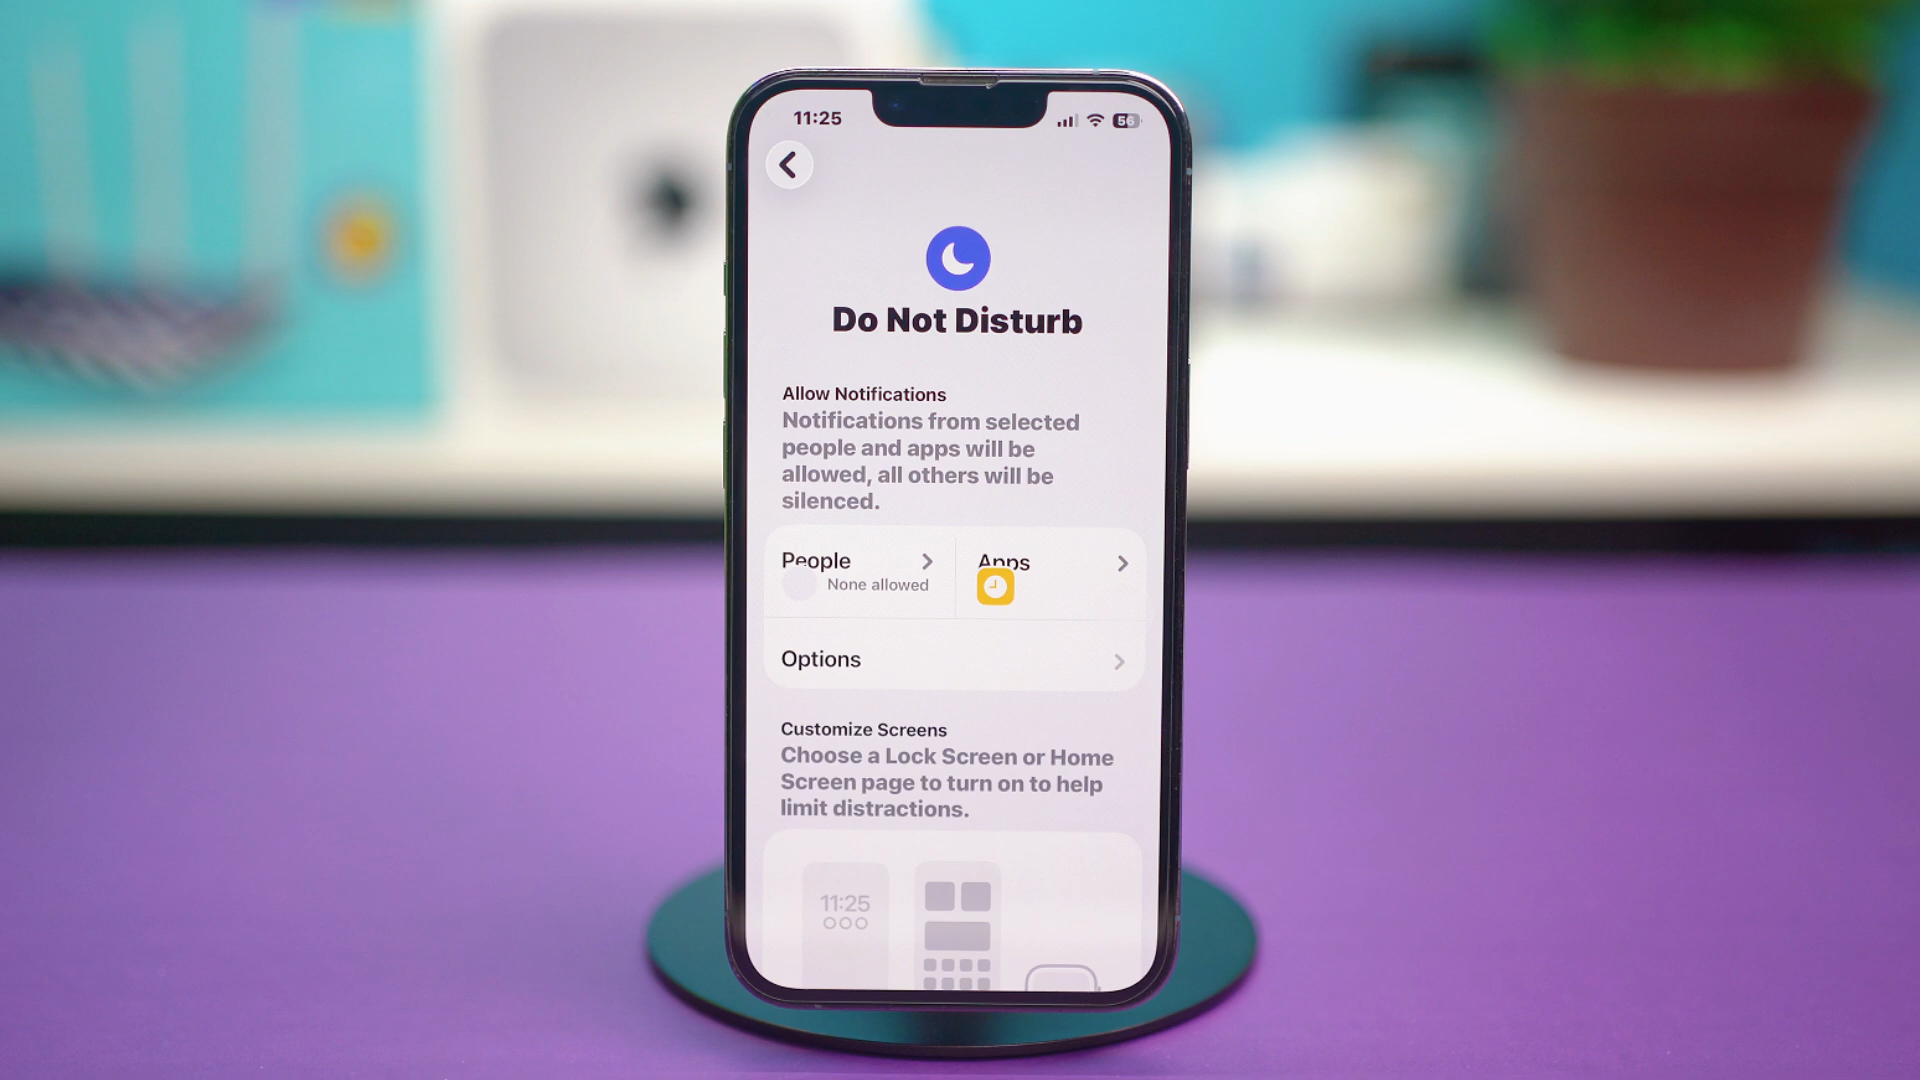 11:25
56
Do Not Disturb
Allow Notifications
Notifications from selected
people and apps will be
allowed, all others will be
silenced.
People
Apps
None allowed
Options
Customize Screens
Choose a Lock Screen or Home
Screen page to turn on to help
limit distractions.
11:25